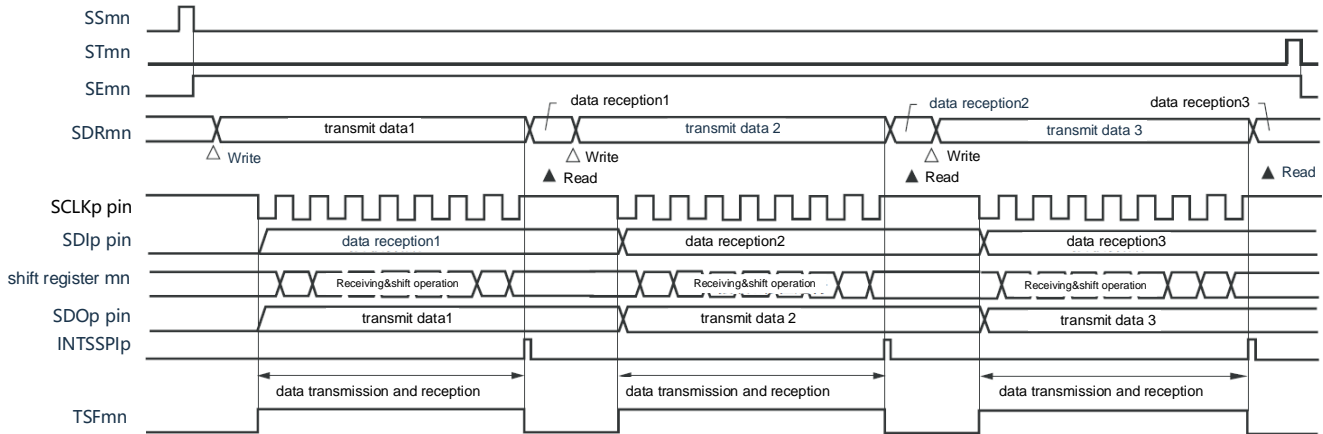 SSmn
STmn
SEmn
data reception1
data reception2
data reception3
SDRmn
transmit data1
transmit data 2
transmit data 3
△ Write
△ Write
△ Write
▲ Read
▲ Read
▲ Read
SCLKp pin
SDIp pin
data reception1
data reception2
data reception3
shift register mn
Receiving&shift operation
Receiving&shift operation
Receiving&shift operation
SDOp pin
transmit data1
transmit data 2
transmit data 3
INTSSPIp
data transmission and reception
data transmission and reception
data transmission and reception
TSFmn